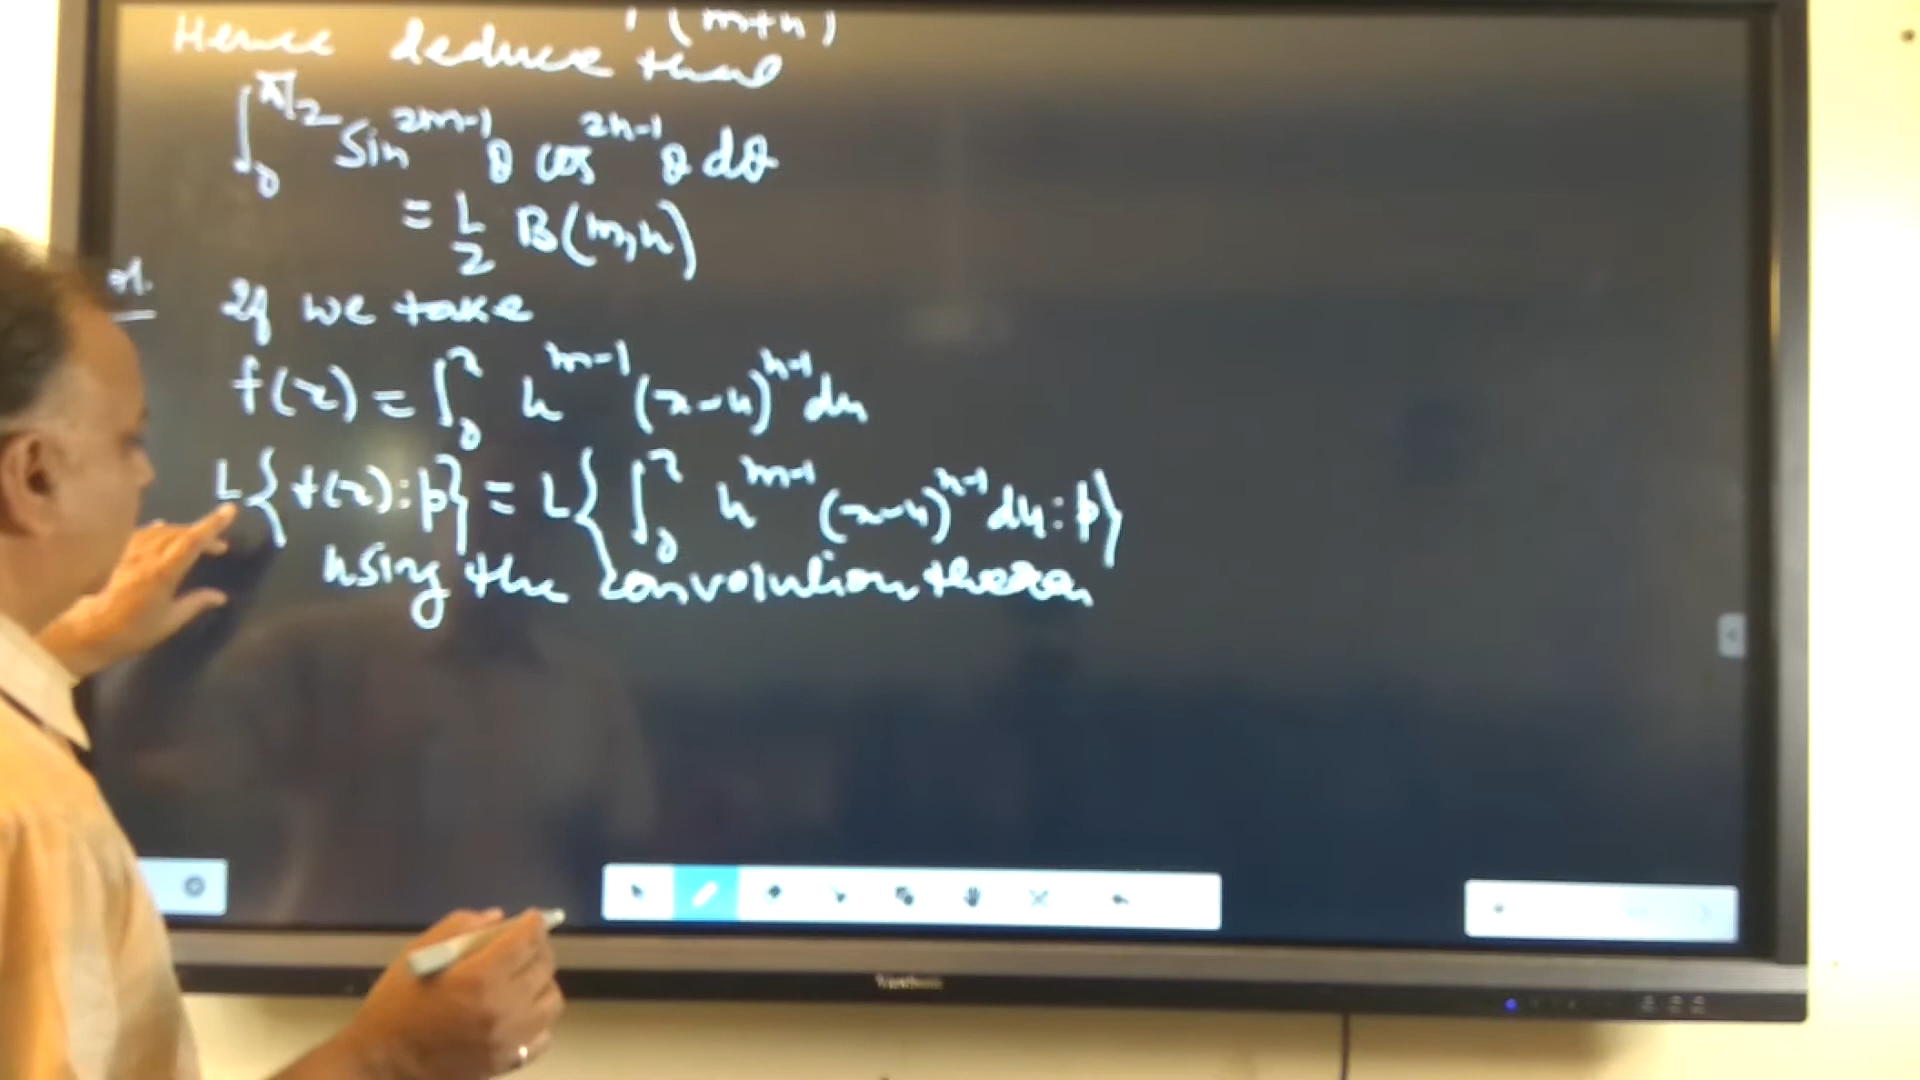 Γ(m+n)
Hence deduce that
∫₀^{π/2} sin^{2m-1}θ cos^{2n-1}θ dθ
= 1/2 B(m,n)
If we take
f(x) = ∫₀^x u^{m-1} (x-u)^{n-1} du
L{f(x):p} = L{∫₀^x u^{m-1} (x-u)^{n-1} du:p}
using the convolution theorem
ViewSonic